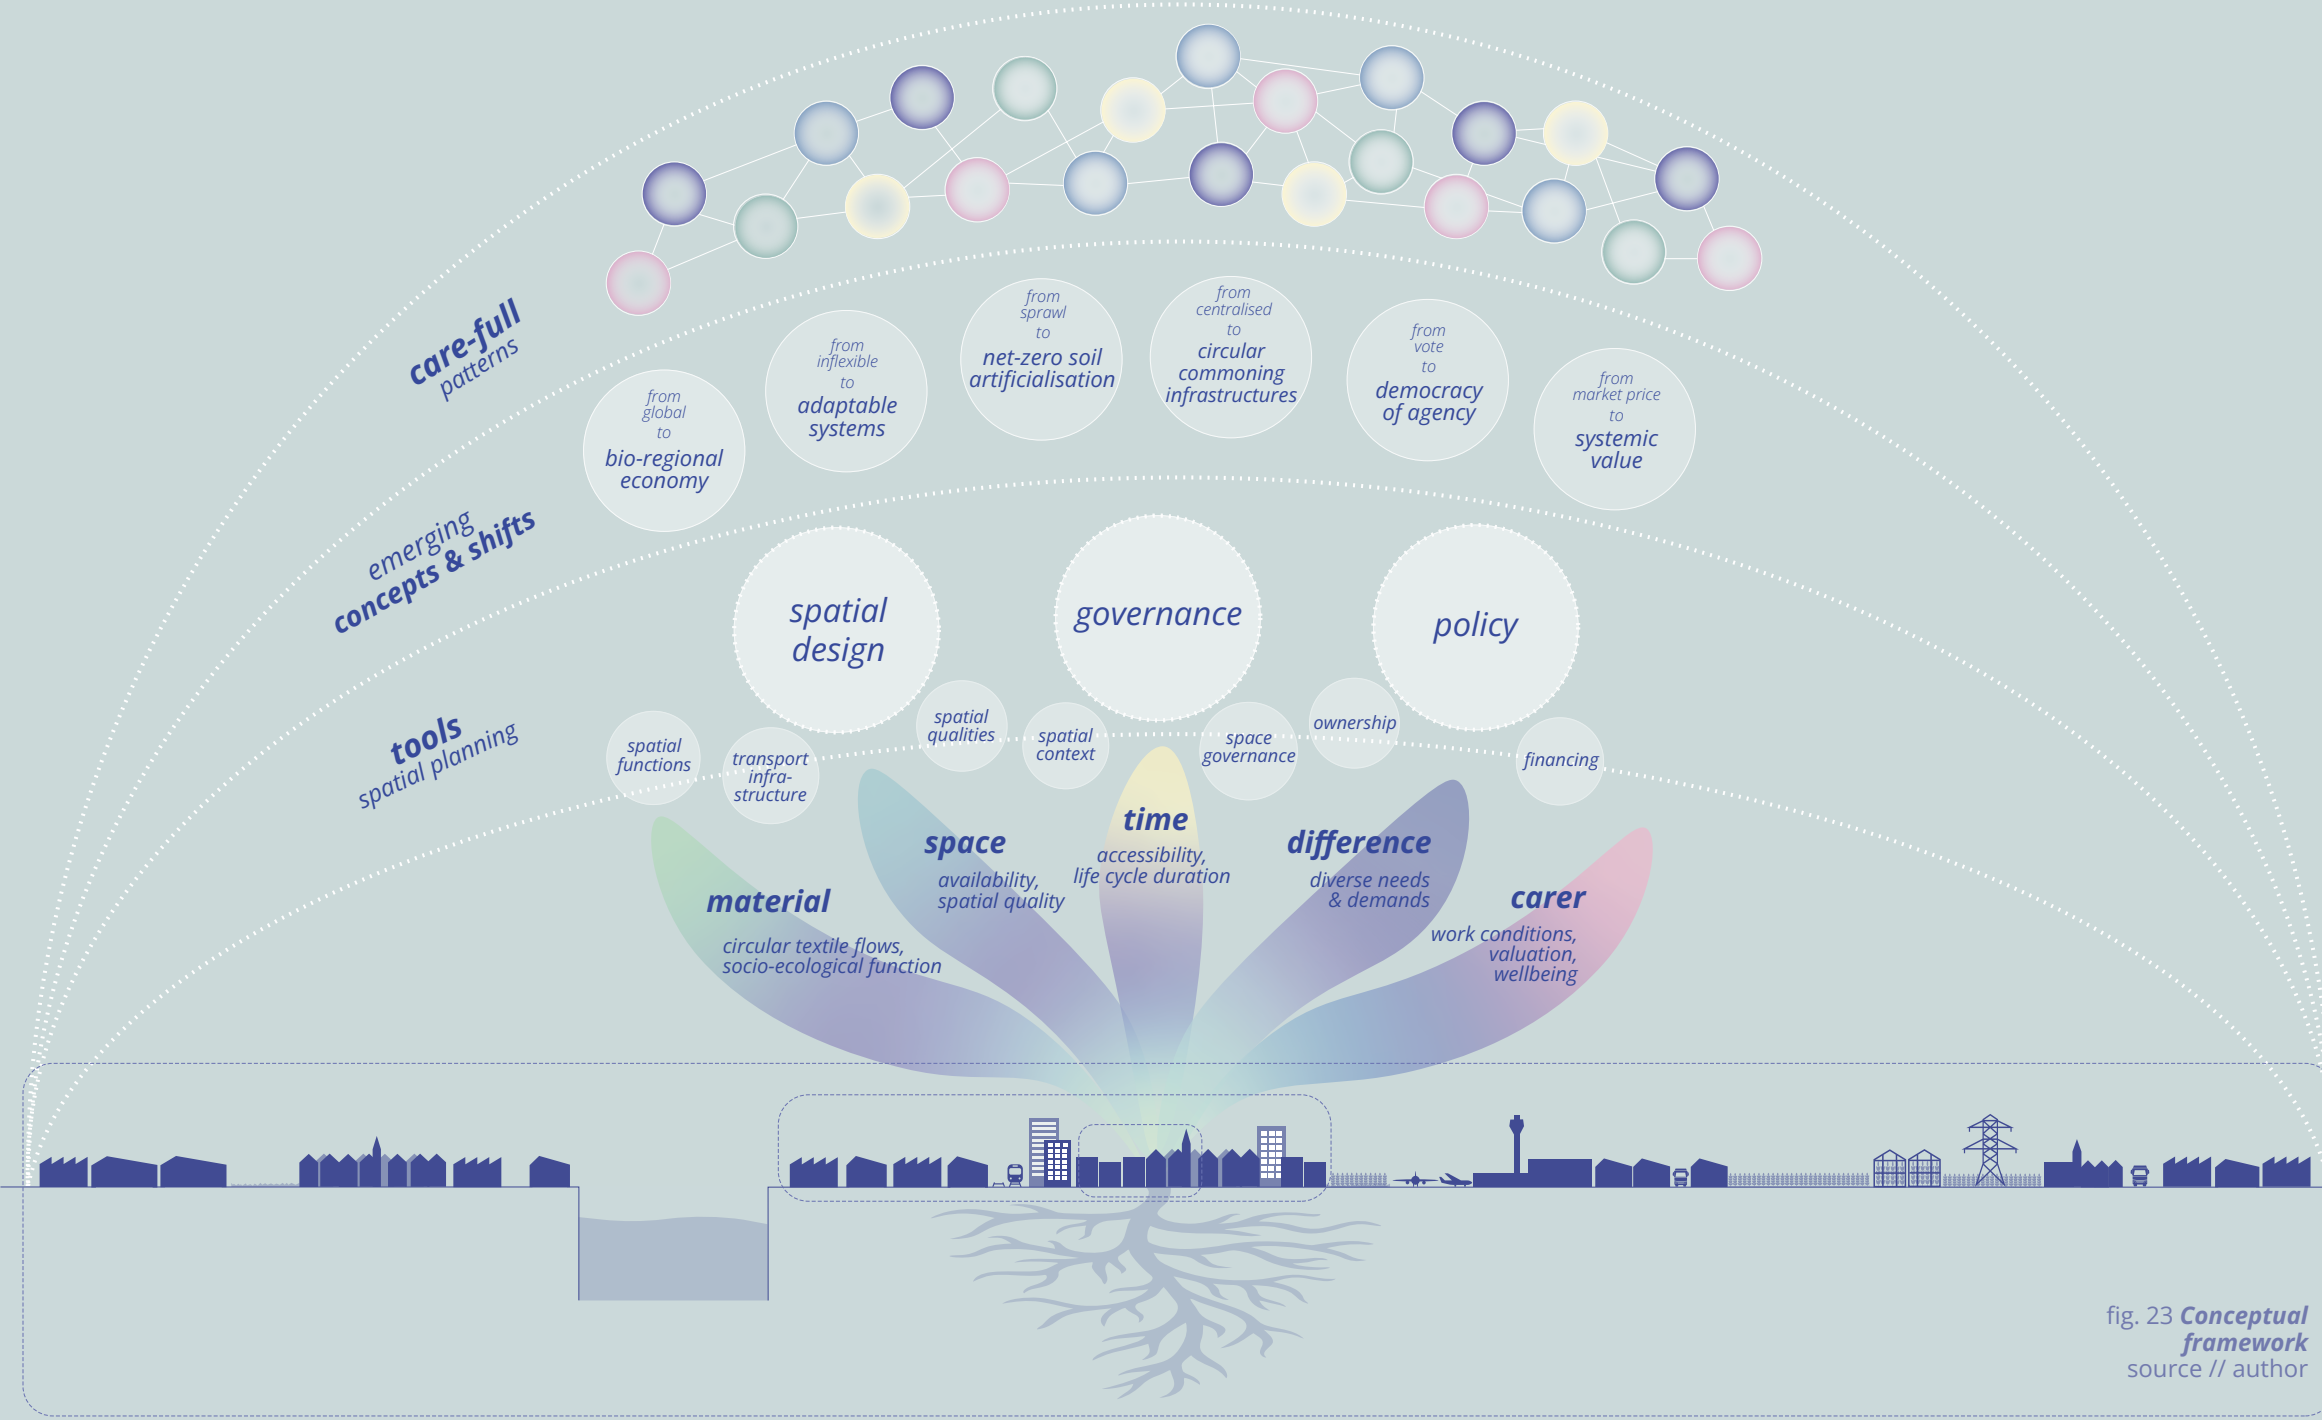 care-full
patterns
from
global
to
bio-regional
economy
from
inflexible
to
adaptable
systems
from
sprawl
to
net-zero soil
artificialisation
from
centralised
to
circular
commoning
infrastructures
from
vote
to
democracy
of agency
from
market price
to
systemic
value
emerging
concepts & shifts
spatial
design
governance
policy
tools
spatial planning
spatial
functions
transport
infra-
structure
spatial
qualities
spatial
context
space
governance
ownership
financing
material
circular textile flows,
socio-ecological function
space
availability,
spatial quality
time
accessibility,
life cycle duration
difference
diverse needs
& demands
carer
work conditions,
valuation,
wellbeing
fig. 23 Conceptual
framework
source // author